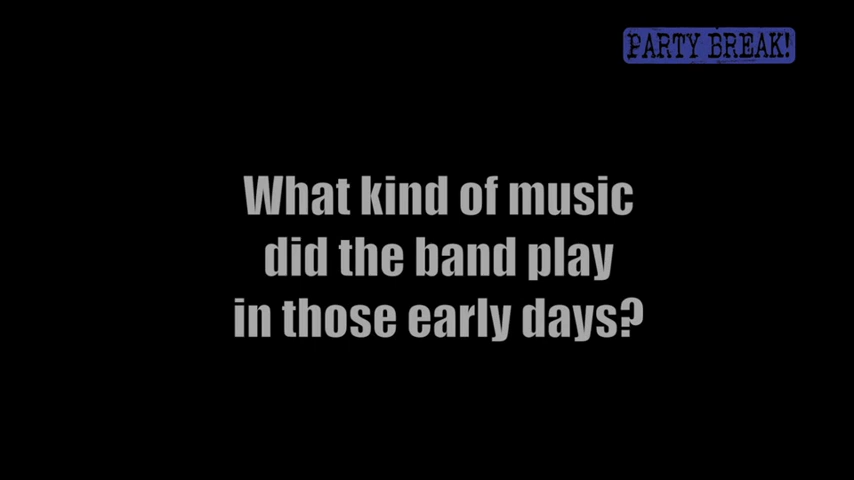 PARTY BREAK!
What kind of music
did the band play
in those early days?